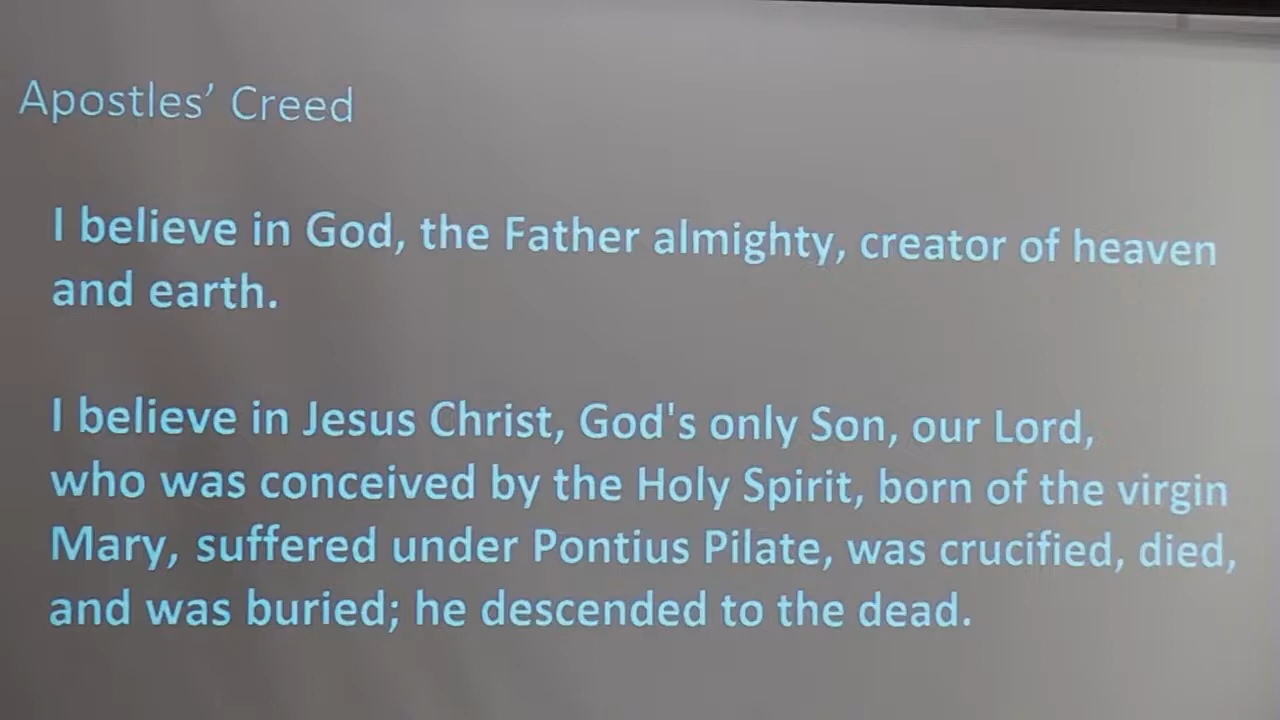 Apostles’ Creed
I believe in God, the Father almighty, creator of heaven
and earth.
I believe in Jesus Christ, God's only Son, our Lord,
who was conceived by the Holy Spirit, born of the virgin
Mary, suffered under Pontius Pilate, was crucified, died,
and was buried; he descended to the dead.